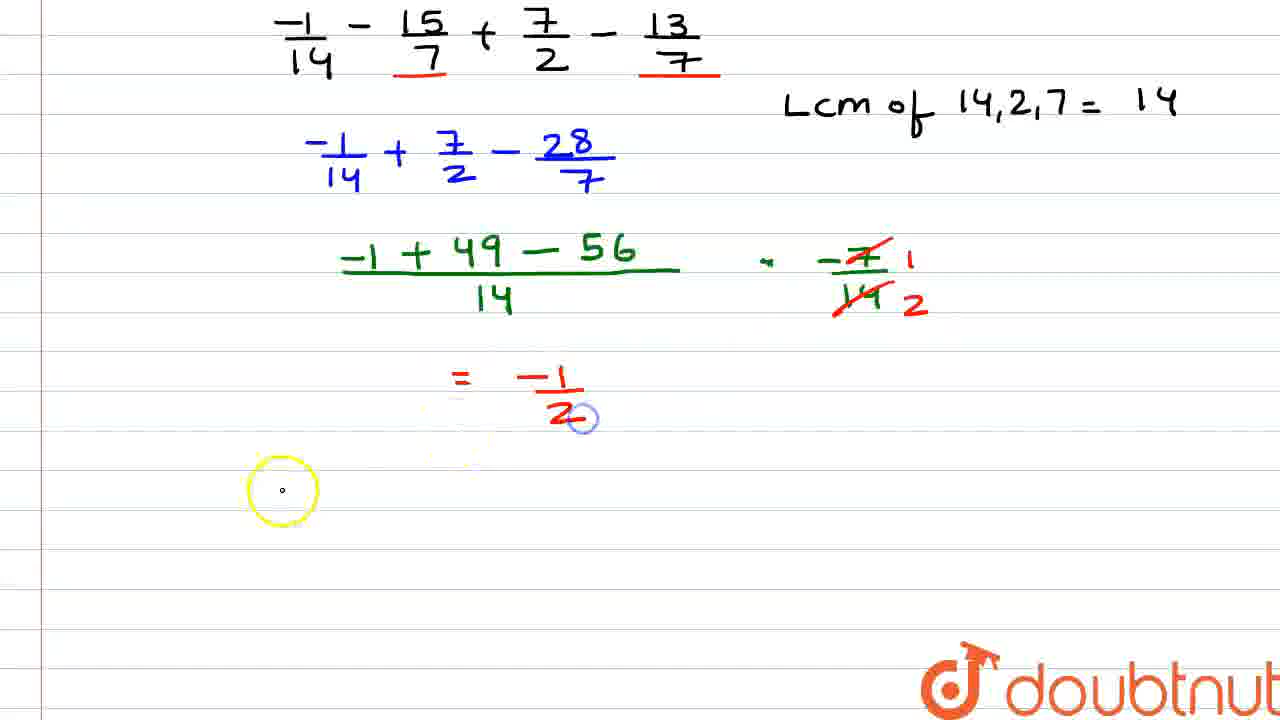 -1/14 - 15/7 + 7/2 - 13/7
Lcm of 14,2,7 = 14
-1/14 + 7/2 - 28/7
-1 + 49 - 56 / 14 · -7/14 1 2
= -1/2
doubtnut